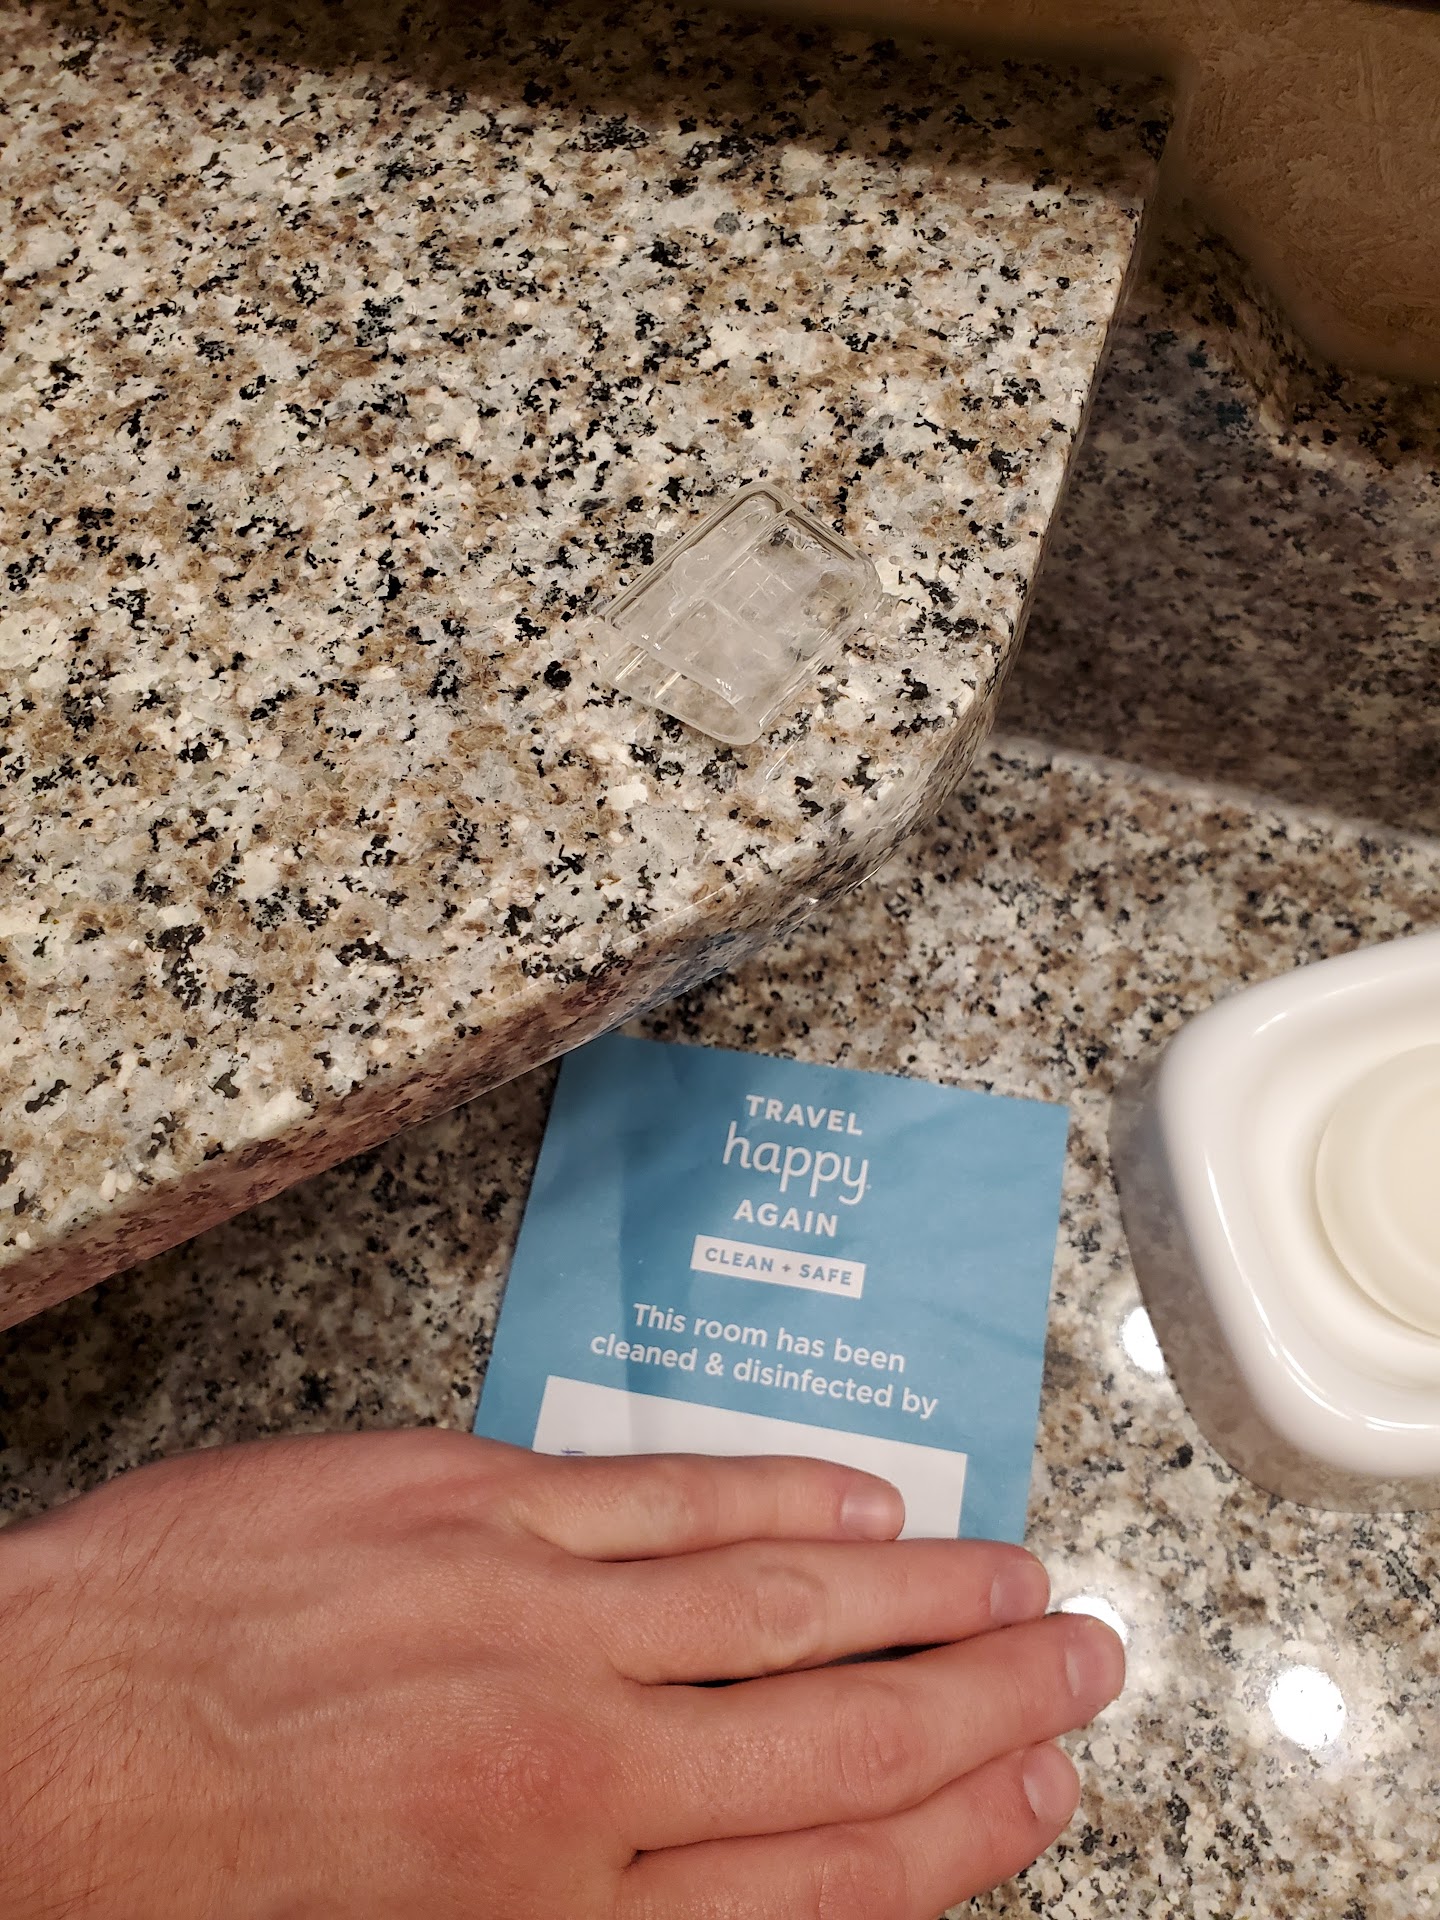 TRAVEL
happy
AGAIN
CLEAN + SAFE
This room has been
cleaned & disinfected by